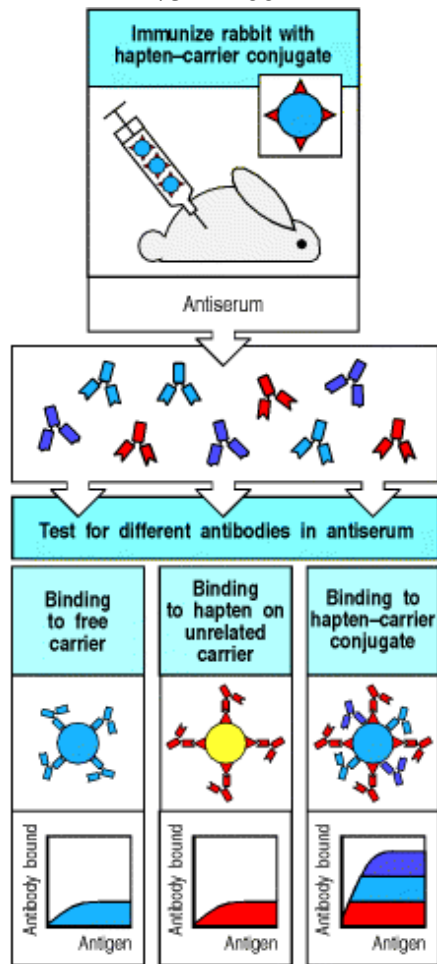 Immunize rabbit with
hapten–carrier conjugate
Antiserum
Test for different antibodies in antiserum
Binding
to free
carrier
Binding
to hapten on
unrelated
carrier
Binding to
hapten–carrier
conjugate
Antibody bound
Antigen
Antibody bound
Antigen
Antibody bound
Antigen